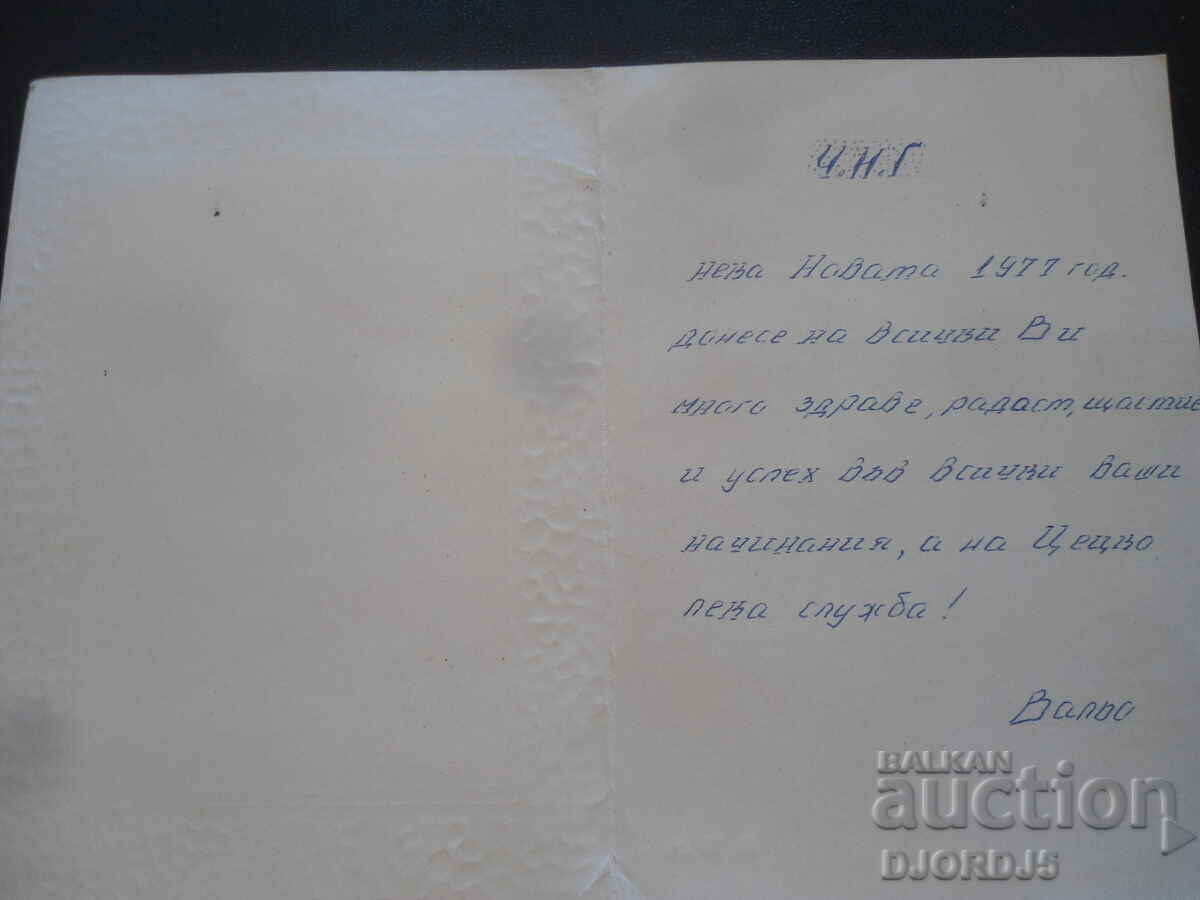 Ч.Н.Г
нека Новата 1977 год.
донесе на всички Ви
много здраве, радост, щастие
и успех във всички ваши
начинания, а на Цецко
лека служба!
Вальо
BALKAN
auction
DJORDJ5